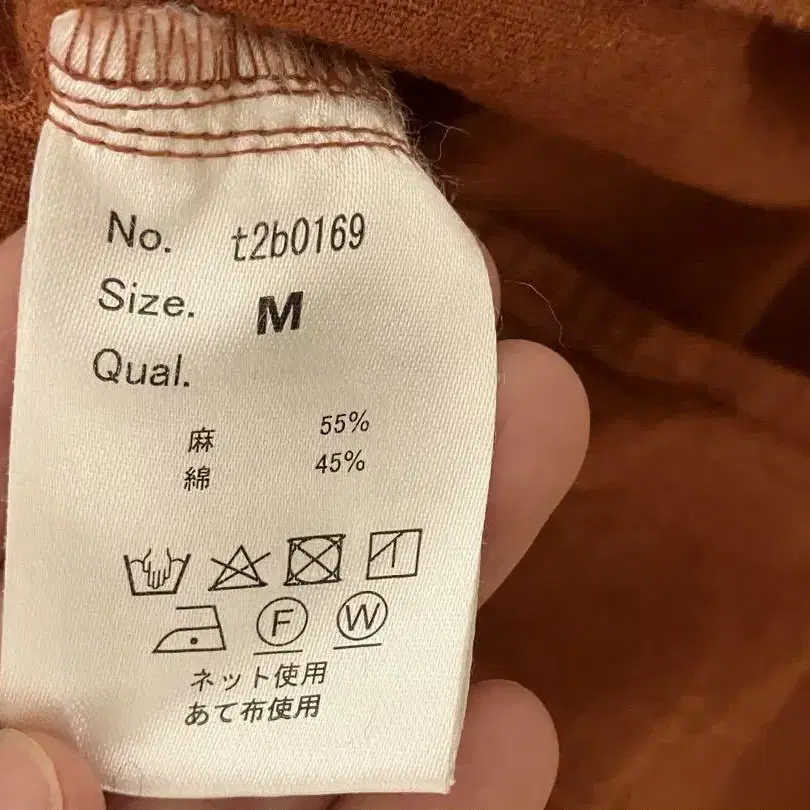 No. t2b0169
Size. M
Qual.
麻 55%
綿 45%
F W
ネット使用
あて布使用